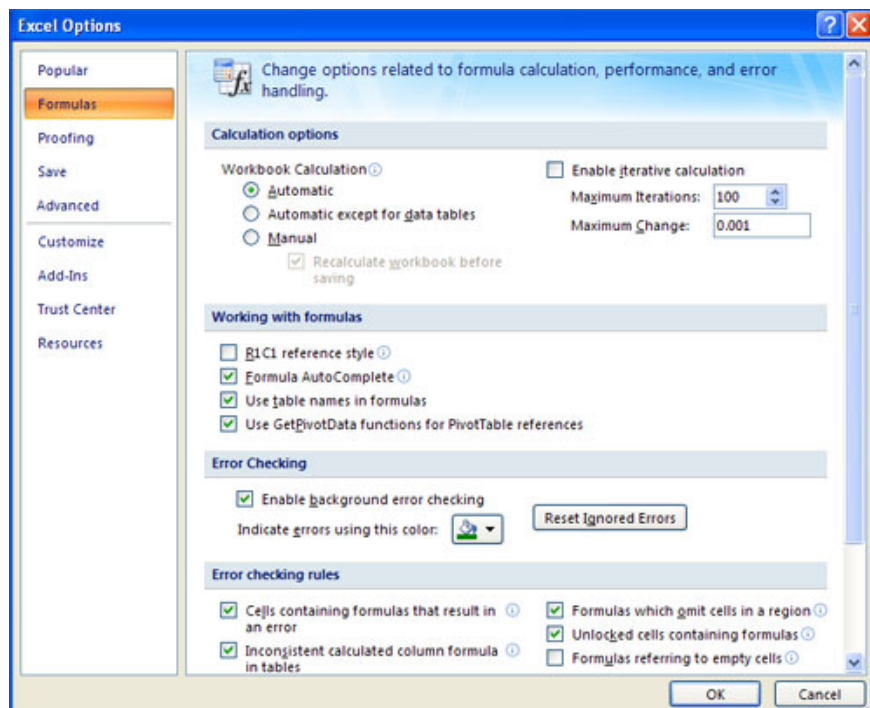 Excel Options
Popular
Formulas
Proofing
Save
Advanced
Customize
Add-Ins
Trust Center
Resources
Change options related to formula calculation, performance, and error
handling.
Calculation options
Workbook Calculation
Automatic
Automatic except for data tables
Manual
Recalculate workbook before
saving
Enable iterative calculation
Maximum Iterations: 100
Maximum Change: 0.001
Working with formulas
R1C1 reference style
Formula AutoComplete
Use table names in formulas
Use GetPivotData functions for PivotTable references
Error Checking
Enable background error checking
Indicate errors using this color:
Reset Ignored Errors
Error checking rules
Cells containing formulas that result in
an error
Inconsistent calculated column formula
in tables
Formulas which omit cells in a region
Unlocked cells containing formulas
Formulas referring to empty cells
OK
Cancel